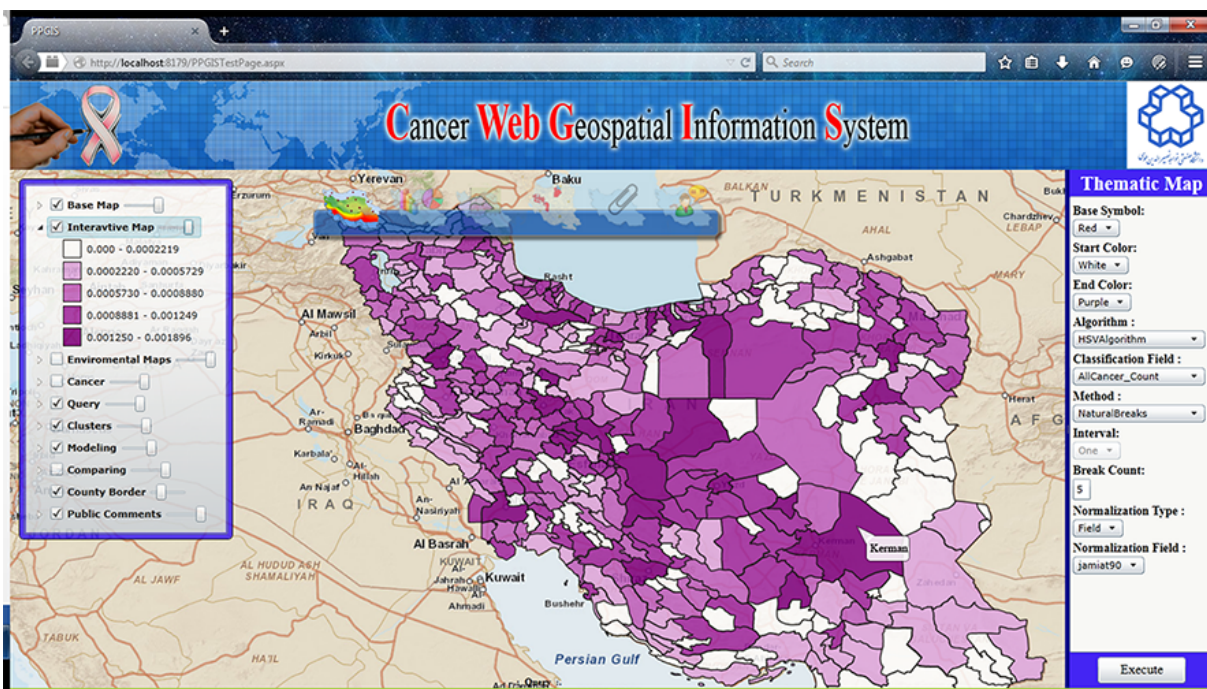 PPGIS
http://localhost:8179/PPGISTestPage.aspx
Search
Cancer Web Geospatial Information System
Base Map
Interavtive Map
0.000 - 0.0002219
0.0002220 - 0.0005729
0.0005730 - 0.0008880
0.0008881 - 0.001249
0.001250 - 0.001896
Enviromental Maps
Cancer
Query
Clusters
Modeling
Comparing
County Border
Public Comments
Erzurum
Yerevan
Baku
BALKAN
TURKMENISTAN
Chardzhev
LEBAP
AHAL
Ashgabat
MARY
Rasht
Al Mawsil
Arbil
Kirkuk
Ar-
Ramadi
Baghdad
Herat
Karbala'
Al-
Hillah
An Najaf
IRAQ
An-
Nasiriyah
Al Basrah
AL JAWF
AL HUDUD ASH
SHAMALIYAH
KUWAIT
Al-
Jahrah
Kuwait
Al-
Ahmadi
Bushehr
Kerman
Zahedan
TABUK
HA'IL
Persian Gulf
Thematic Map
Base Symbol:
Red
Start Color:
White
End Color:
Purple
Algorithm :
HSVAlgorithm
Classification Field :
AllCancer_Count
Method :
NaturalBreaks
Interval:
One
Break Count:
5
Normalization Type :
Field
Normalization Field :
jamiat90
Execute